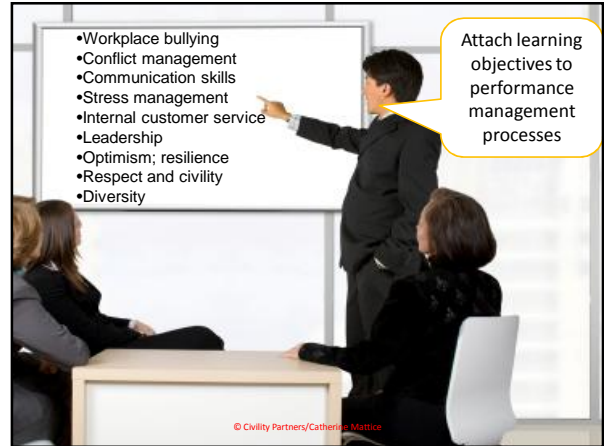 •Workplace bullying
•Conflict management
•Communication skills
•Stress management
•Internal customer service
•Leadership
•Optimism; resilience
•Respect and civility
•Diversity
Attach learning
objectives to
performance
management
processes
© Civility Partners/Catherine Mattice